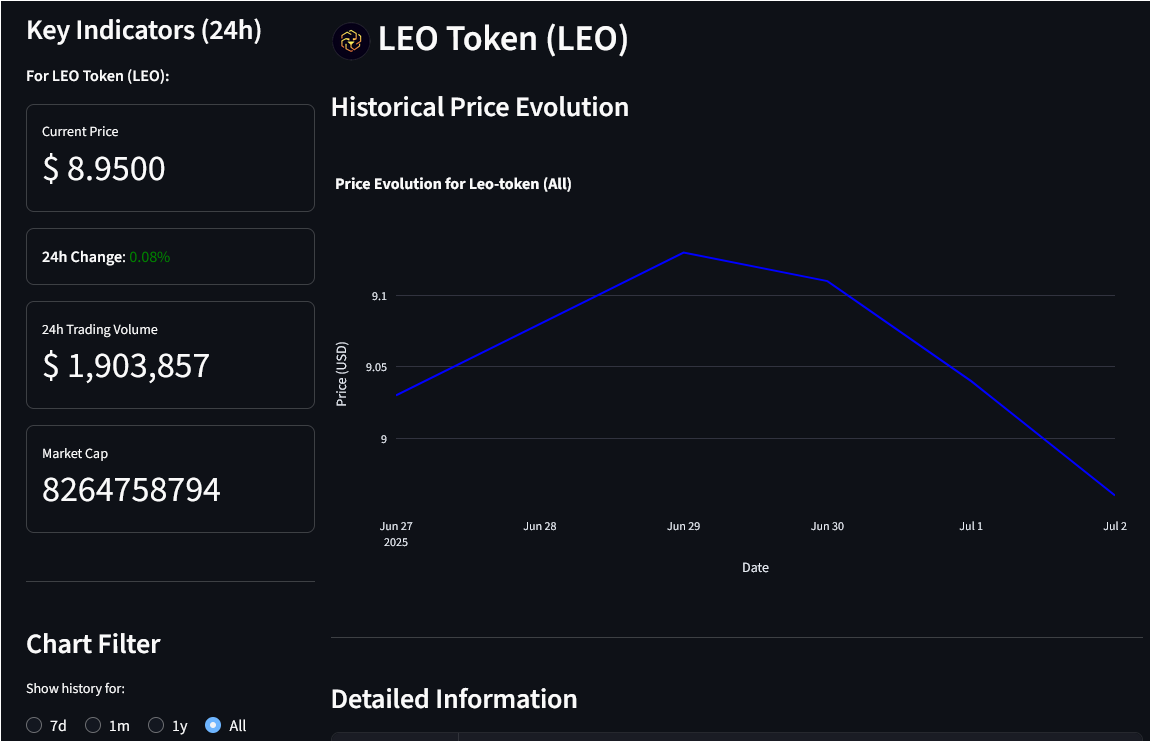 Key Indicators (24h)
For LEO Token (LEO):
Current Price
$ 8.9500
24h Change: 0.08%
24h Trading Volume
$ 1,903,857
Market Cap
8264758794
Chart Filter
Show history for:
7d 1m 1y All
LEO Token (LEO)
Historical Price Evolution
Price Evolution for Leo-token (All)
Price (USD)
9.1
9.05
9
Jun 27 Jun 28 Jun 29 Jun 30 Jul 1 Jul 2
2025
Date
Detailed Information